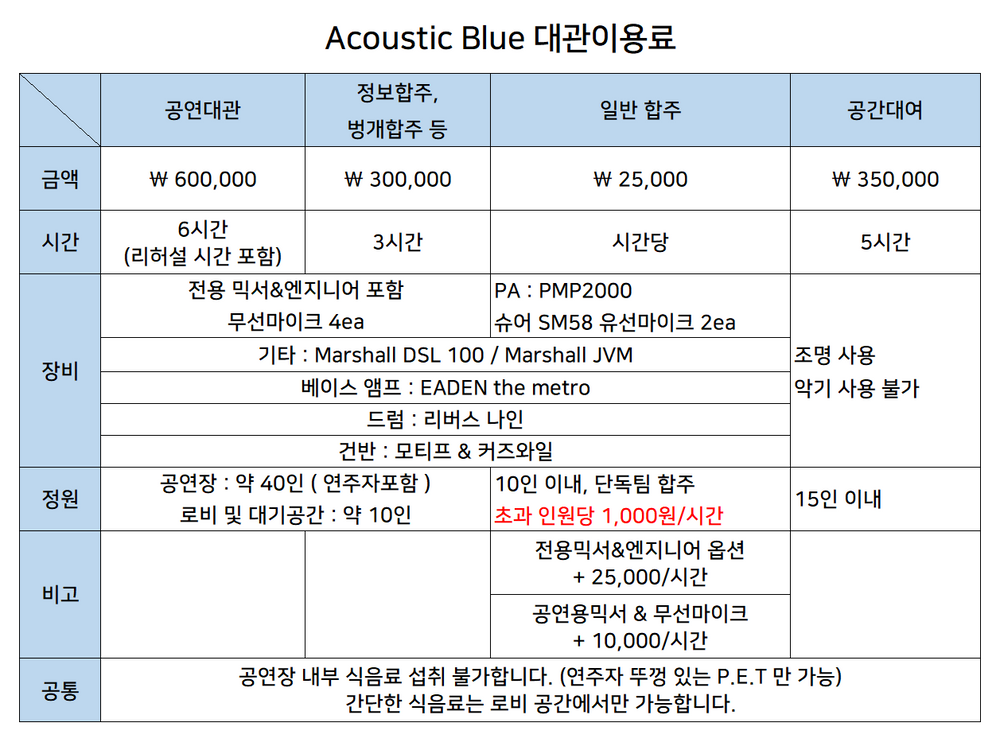 Acoustic Blue 대관이용료
공연대관
정보합주,
벙개합주 등
일반 합주
공간대여
금액
₩ 600,000
₩ 300,000
₩ 25,000
₩ 350,000
시간
6시간
(리허설 시간 포함)
3시간
시간당
5시간
장비
전용 믹서&엔지니어 포함
무선마이크 4ea
PA : PMP2000
슈어 SM58 유선마이크 2ea
기타 : Marshall DSL 100 / Marshall JVM
베이스 앰프 : EADEN the metro
드럼 : 리버스 나인
건반 : 모티프 & 커즈와일
조명 사용
악기 사용 불가
정원
공연장 : 약 40인 ( 연주자포함 )
로비 및 대기공간 : 약 10인
10인 이내, 단독팀 합주
초과 인원당 1,000원/시간
15인 이내
비고
전용믹서&엔지니어 옵션
+ 25,000/시간
공연용믹서 & 무선마이크
+ 10,000/시간
공통
공연장 내부 식음료 섭취 불가합니다. (연주자 뚜껑 있는 P.E.T 만 가능)
간단한 식음료는 로비 공간에서만 가능합니다.